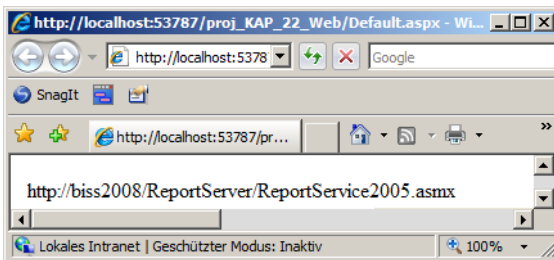 http://localhost:53787/proj_KAP_22_Web/Default.aspx - Wi...
http://localhost:5378
Google
SnagIt
http://localhost:53787/pr...
»
http://biss2008/ReportServer/ReportService2005.asmx
Lokales Intranet | Geschützter Modus: Inaktiv
100%